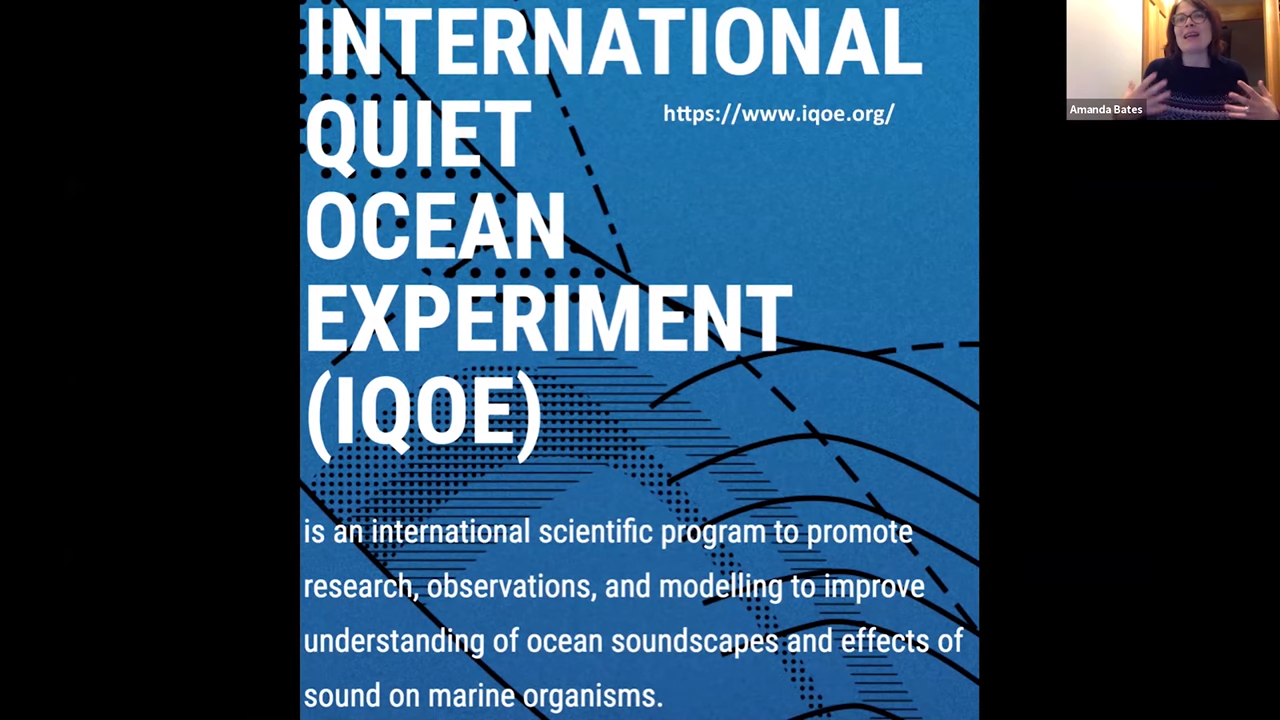 INTERNATIONAL
https://www.iqoe.org/
QUIET
OCEAN
EXPERIMENT
(IQOE)
is an international scientific program to promote
research, observations, and modelling to improve
understanding of ocean soundscapes and effects of
sound on marine organisms.
Amanda Bates